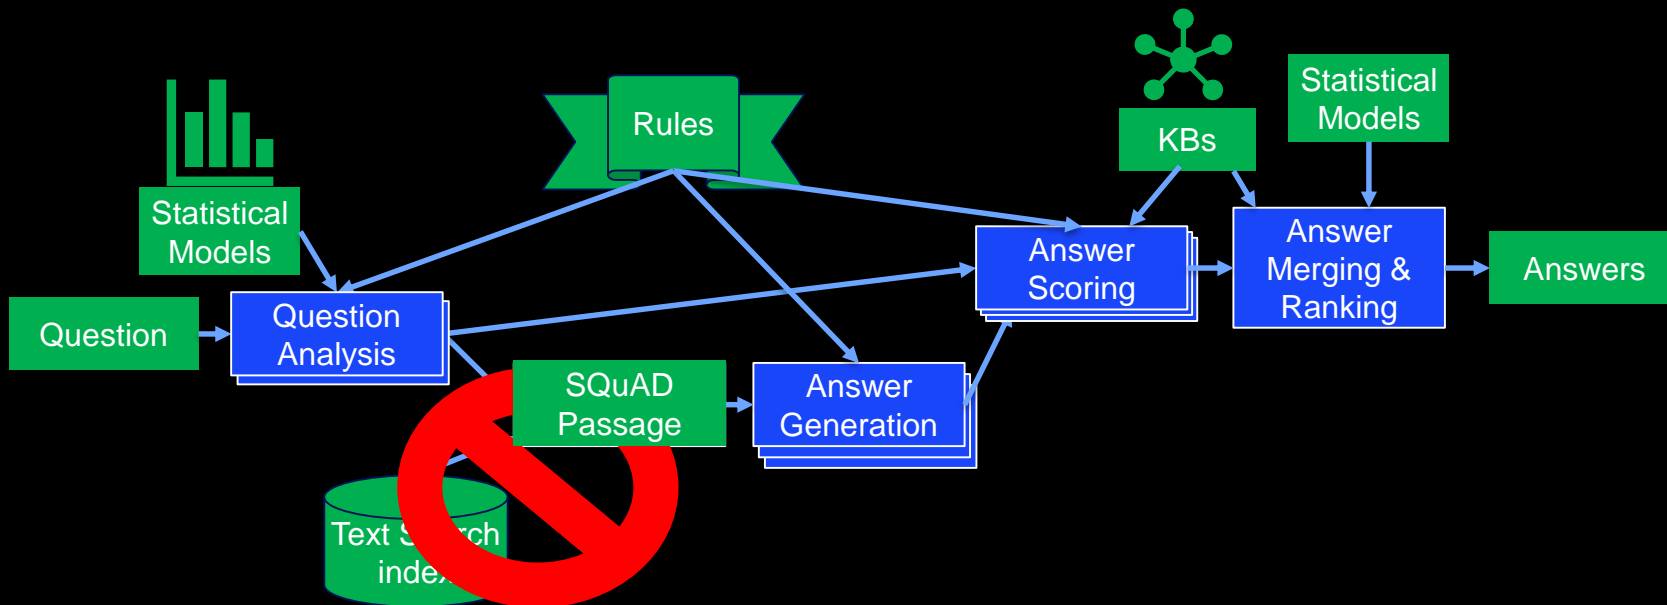 Statistical
Models
Rules
KBs
Statistical
Models
Question
Question
Analysis
SQuAD
Passage
Answer
Generation
Answer
Scoring
Answer
Merging &
Ranking
Answers
Text
index